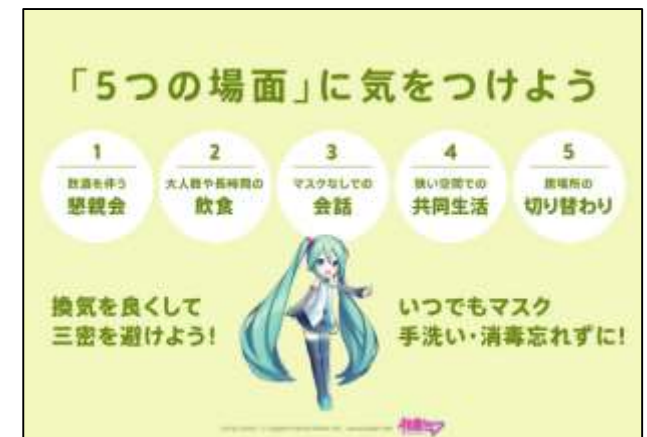 「5つの場面」に気をつけよう
1
飲酒を伴う
懇親会
2
大人数や長時間の
飲食
3
マスクなしでの
会話
4
狭い空間での
共同生活
5
居場所の
切り替わり
換気を良くして
三密を避けよう!
いつでもマスク
手洗い・消毒忘れずに!
初音ミク